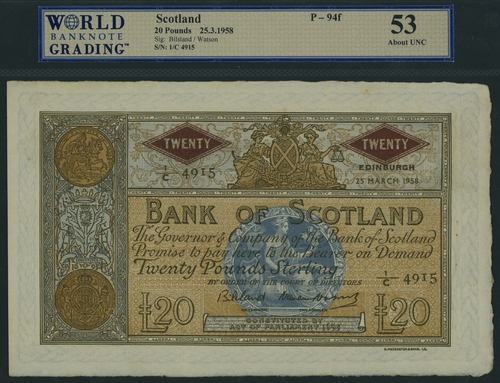 WORLD
BANKNOTE
GRADING™
Scotland
20 Pounds 25.3.1958
Sig: Bilsland / Watson
S/N: 1/C 4915
P – 94f
53
About UNC
TWENTY
TWENTY
1/C 4915
EDINBURGH
25 MARCH 1958
BANK OF SCOTLAND
The Governor & Company of the Bank of Scotland
Promise to pay here to the Bearer on Demand
Twenty Pounds Sterling
BY ORDER OF THE COURT OF DIRECTORS
1/C 4915
Bilsland
£20
CONSTITUTED BY
ACT OF PARLIAMENT 1695
£20